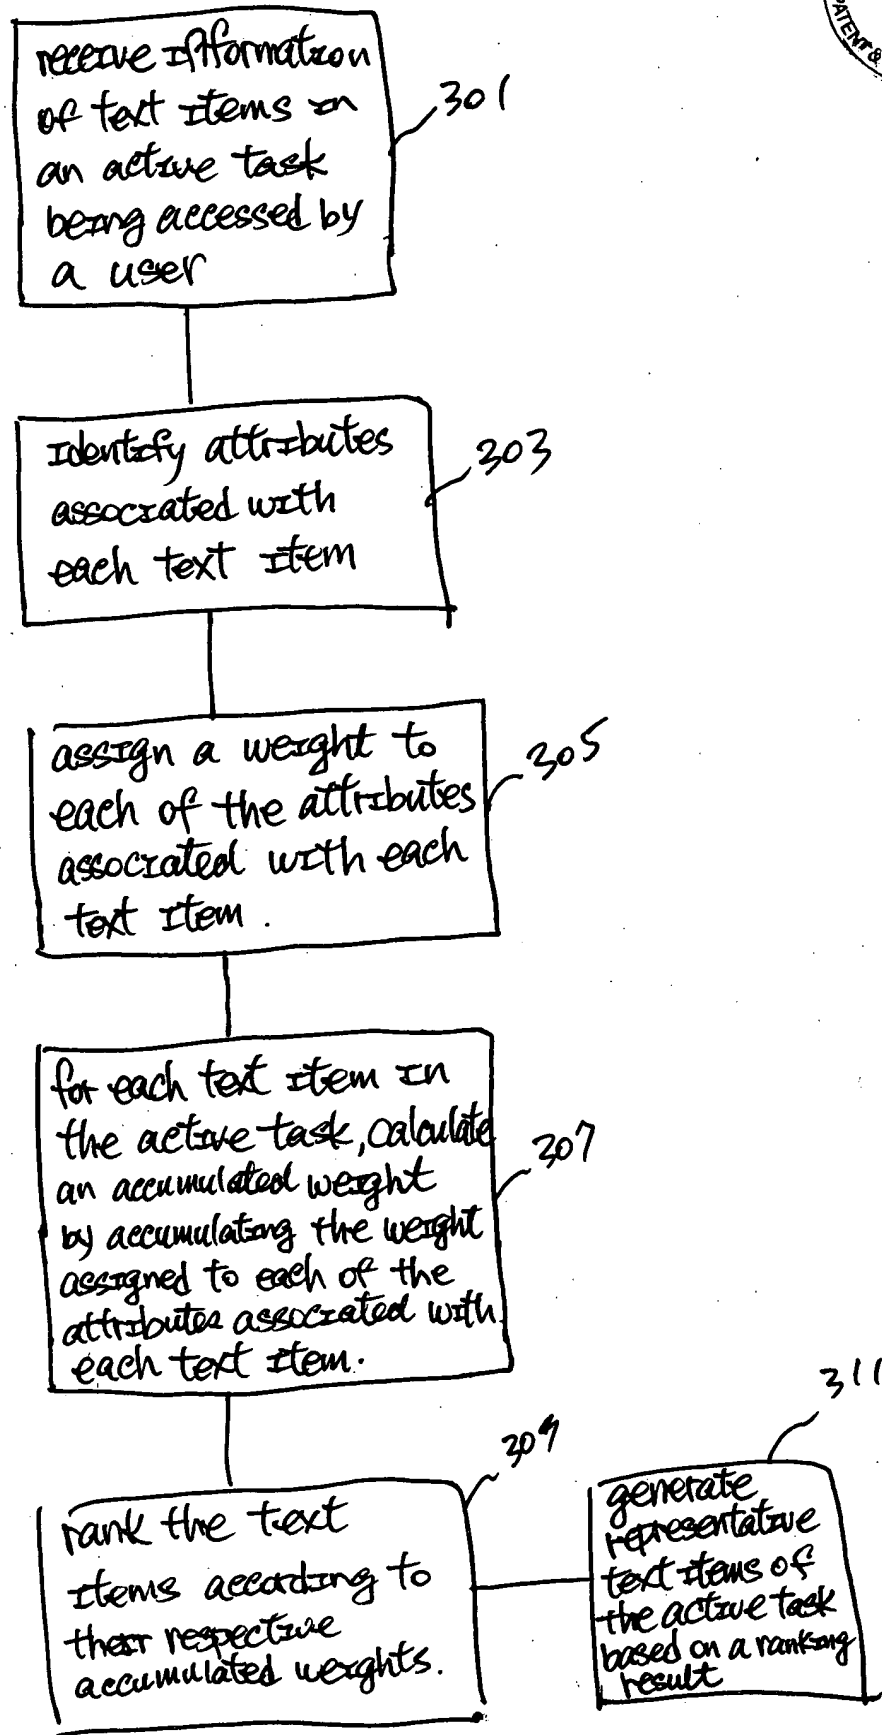 PATENT &
receive information
of text items in
an active task
being accessed by
a user
301
Identify attributes
associated with
each text item
303
assign a weight to
each of the attributes
associated with each
text item.
305
for each text item in
the active task, calculate
an accumulated weight
by accumulating the weight
assigned to each of the
attributes associated with
each text item.
307
rank the text
items according to
their respective
accumulated weights.
309
311
generate
representative
text items of
the active task
based on a ranking
result